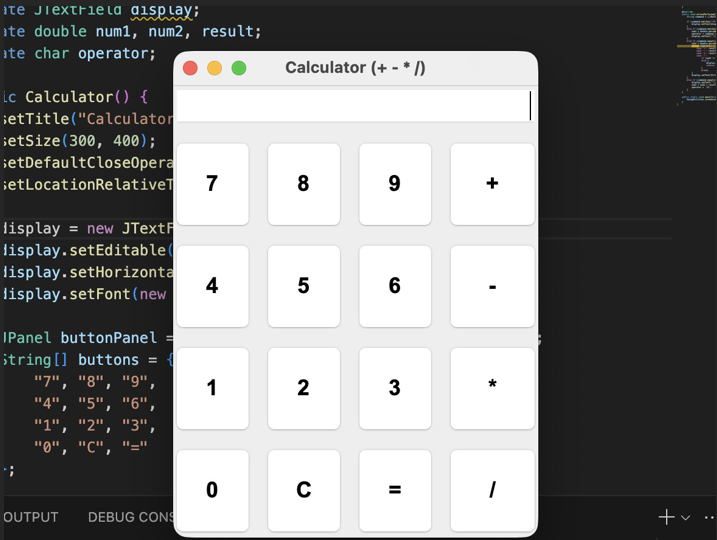 ate JTextField display;
ate double num1, num2, result;
ate char operator;
lc Calculator() {
setTitle("Calculator
setSize(300, 400);
setDefaultCloseOpera
setLocationRelativeT
display = new JTextF
display.setEditable(
display.setHorizonta
display.setFont(new
JPanel buttonPanel =
;
String[] buttons = {
"7", "8", "9",
"4", "5", "6",
"1", "2", "3",
"0", "C", "="
};
OUTPUT DEBUG CONS
Calculator (+ - * /)
7 8 9 +
4 5 6 -
1 2 3 *
0 C = /